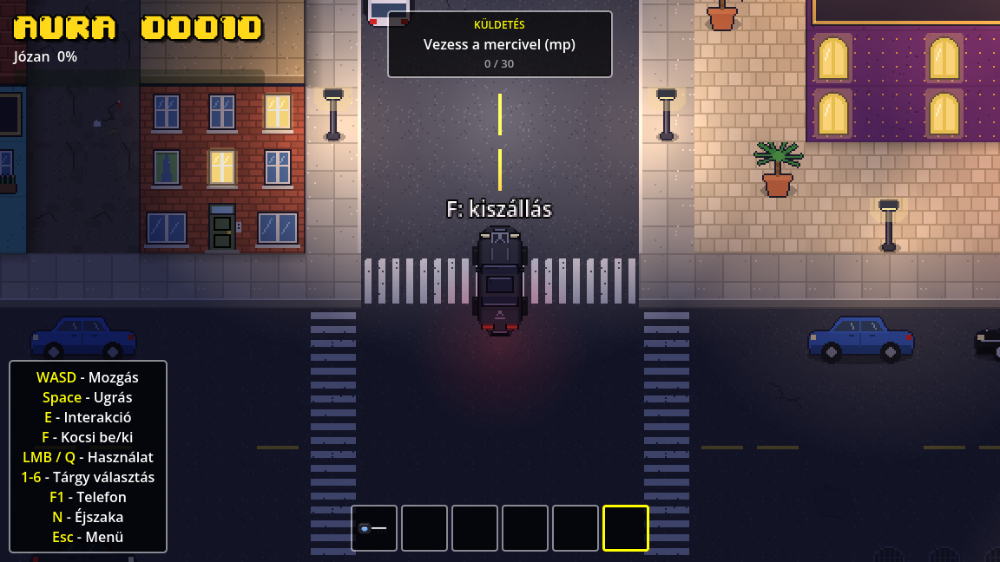 AURA 00010
Józan 0%
KÜLDETÉS
Vezess a mercivel (mp)
0 / 30
F: kiszállás
WASD - Mozgás
Space - Ugrás
E - Interakció
F - Kocsi be/ki
LMB / Q - Használat
1-6 - Tárgy választás
F1 - Telefon
N - Éjszaka
Esc - Menü